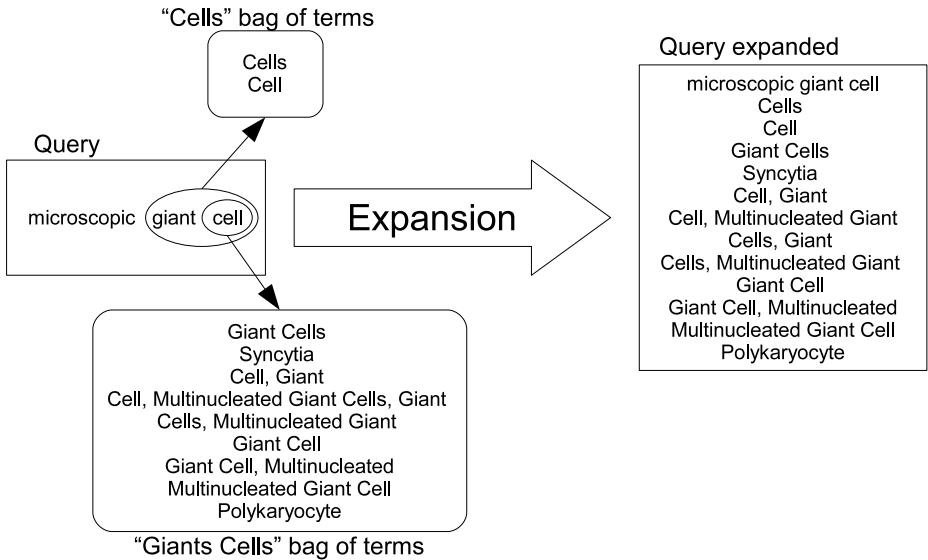 “Cells” bag of terms
Cells
Cell
Query
microscopic giant cell
Expansion
Giant Cells
Syncytia
Cell, Giant
Cell, Multinucleated Giant Cells, Giant
Cells, Multinucleated Giant
Giant Cell
Giant Cell, Multinucleated
Multinucleated Giant Cell
Polykaryocyte
“Giants Cells” bag of terms
Query expanded
microscopic giant cell
Cells
Cell
Giant Cells
Syncytia
Cell, Giant
Cell, Multinucleated Giant
Cells, Giant
Cells, Multinucleated Giant
Giant Cell
Giant Cell, Multinucleated
Multinucleated Giant Cell
Polykaryocyte